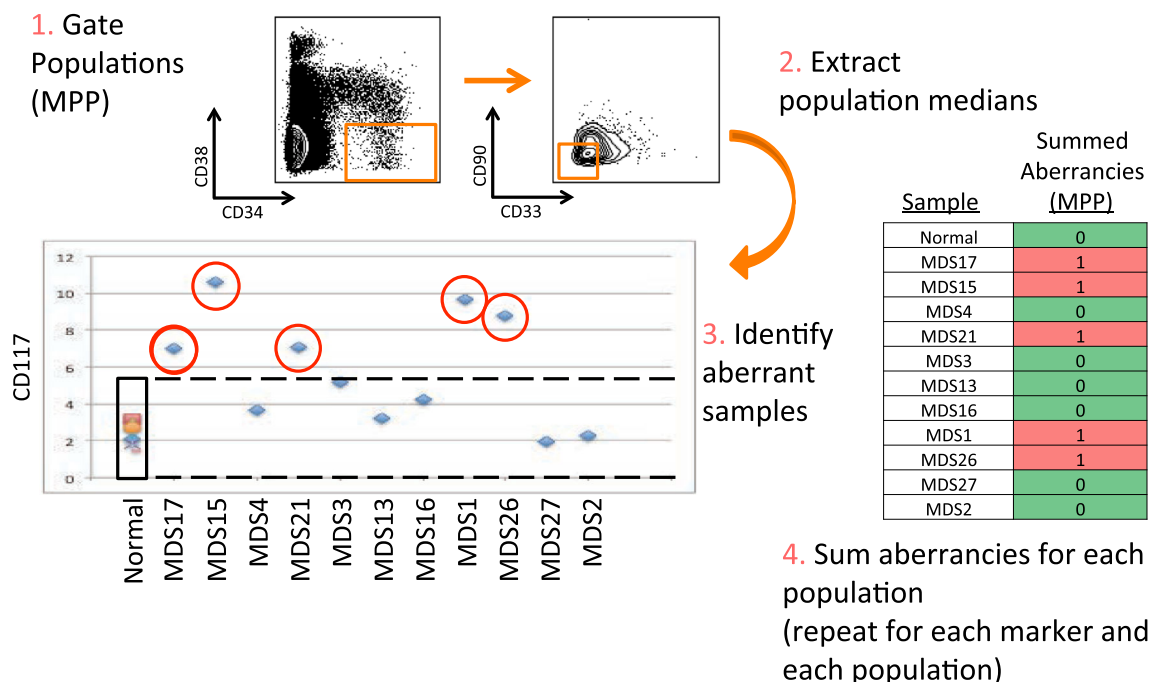 1. Gate
Populations
(MPP)
CD38
CD34
CD90
CD33
2. Extract
population medians
Summed
Aberrancies
(MPP)
Sample
Normal 0
MDS17 1
MDS15 1
MDS4 0
MDS21 1
MDS3 0
MDS13 0
MDS16 0
MDS1 1
MDS26 1
MDS27 0
MDS2 0
CD117
12
10
8
6
4
2
0
Normal
MDS17
MDS15
MDS4
MDS21
MDS3
MDS13
MDS16
MDS1
MDS26
MDS27
MDS2
3. Identify
aberrant
samples
4. Sum aberrancies for each
population
(repeat for each marker and
each population)